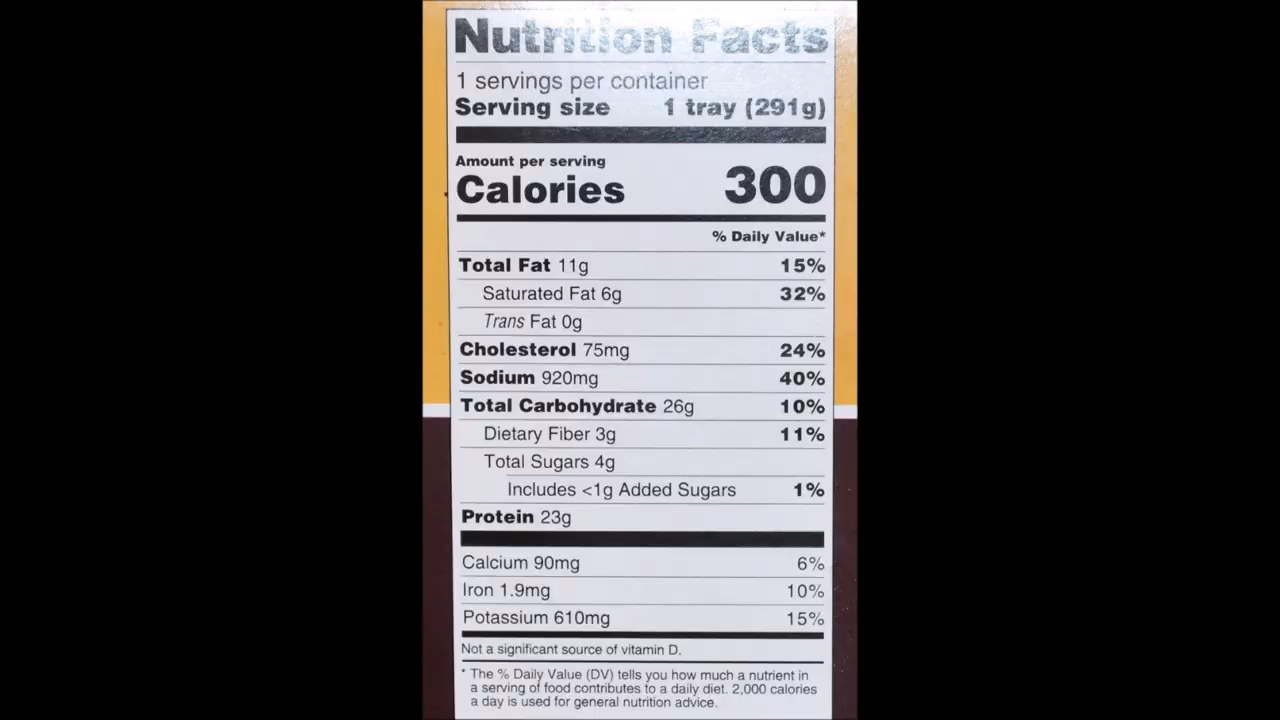 Nutrition Facts
1 servings per container
Serving size 1 tray (291g)
Amount per serving
Calories 300
% Daily Value*
Total Fat 11g 15%
Saturated Fat 6g 32%
Trans Fat 0g
Cholesterol 75mg 24%
Sodium 920mg 40%
Total Carbohydrate 26g 10%
Dietary Fiber 3g 11%
Total Sugars 4g
Includes <1g Added Sugars 1%
Protein 23g
Calcium 90mg 6%
Iron 1.9mg 10%
Potassium 610mg 15%
Not a significant source of vitamin D.
* The % Daily Value (DV) tells you how much a nutrient in
a serving of food contributes to a daily diet. 2,000 calories
a day is used for general nutrition advice.